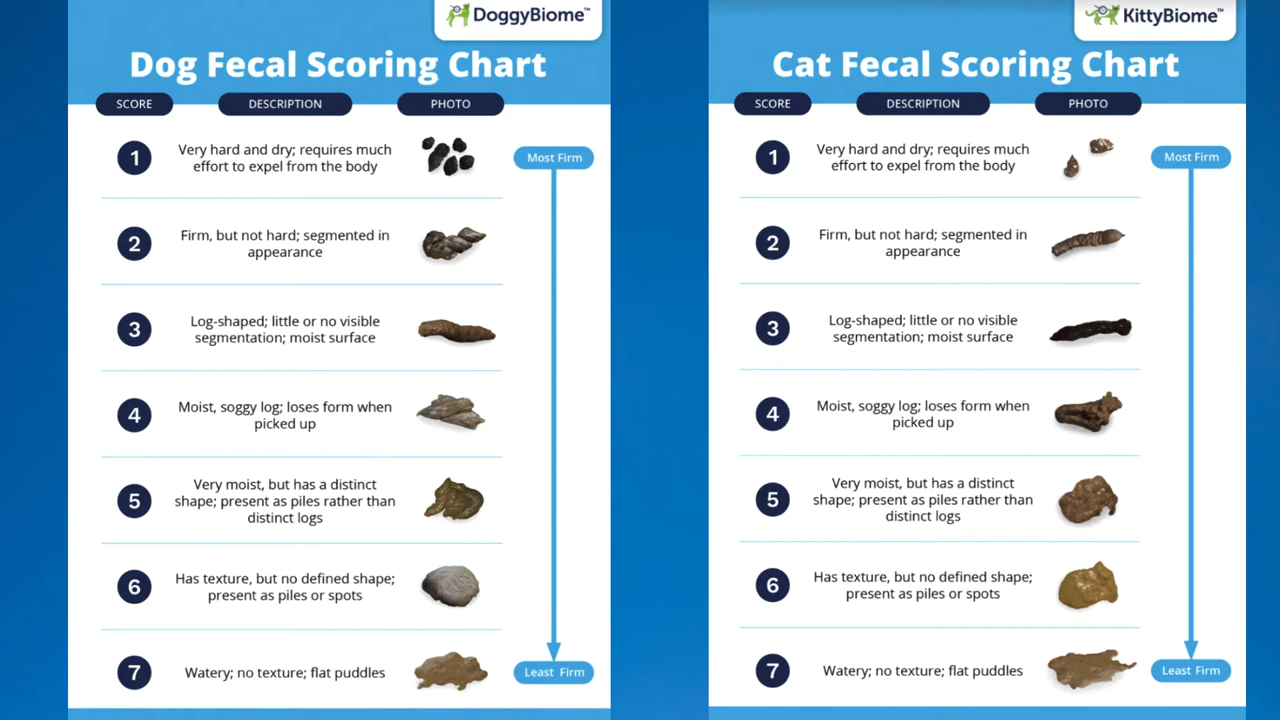 DoggyBiome™
Dog Fecal Scoring Chart
SCORE
DESCRIPTION
PHOTO
1
Very hard and dry; requires much
effort to expel from the body
Most Firm
2
Firm, but not hard; segmented in
appearance
3
Log-shaped; little or no visible
segmentation; moist surface
4
Moist, soggy log; loses form when
picked up
5
Very moist, but has a distinct
shape; present as piles rather than
distinct logs
6
Has texture, but no defined shape;
present as piles or spots
7
Watery; no texture; flat puddles
Least Firm
KittyBiome™
Cat Fecal Scoring Chart
SCORE
DESCRIPTION
PHOTO
1
Very hard and dry; requires much
effort to expel from the body
Most Firm
2
Firm, but not hard; segmented in
appearance
3
Log-shaped; little or no visible
segmentation; moist surface
4
Moist, soggy log; loses form when
picked up
5
Very moist, but has a distinct
shape; present as piles rather than
distinct logs
6
Has texture, but no defined shape;
present as piles or spots
7
Watery; no texture; flat puddles
Least Firm